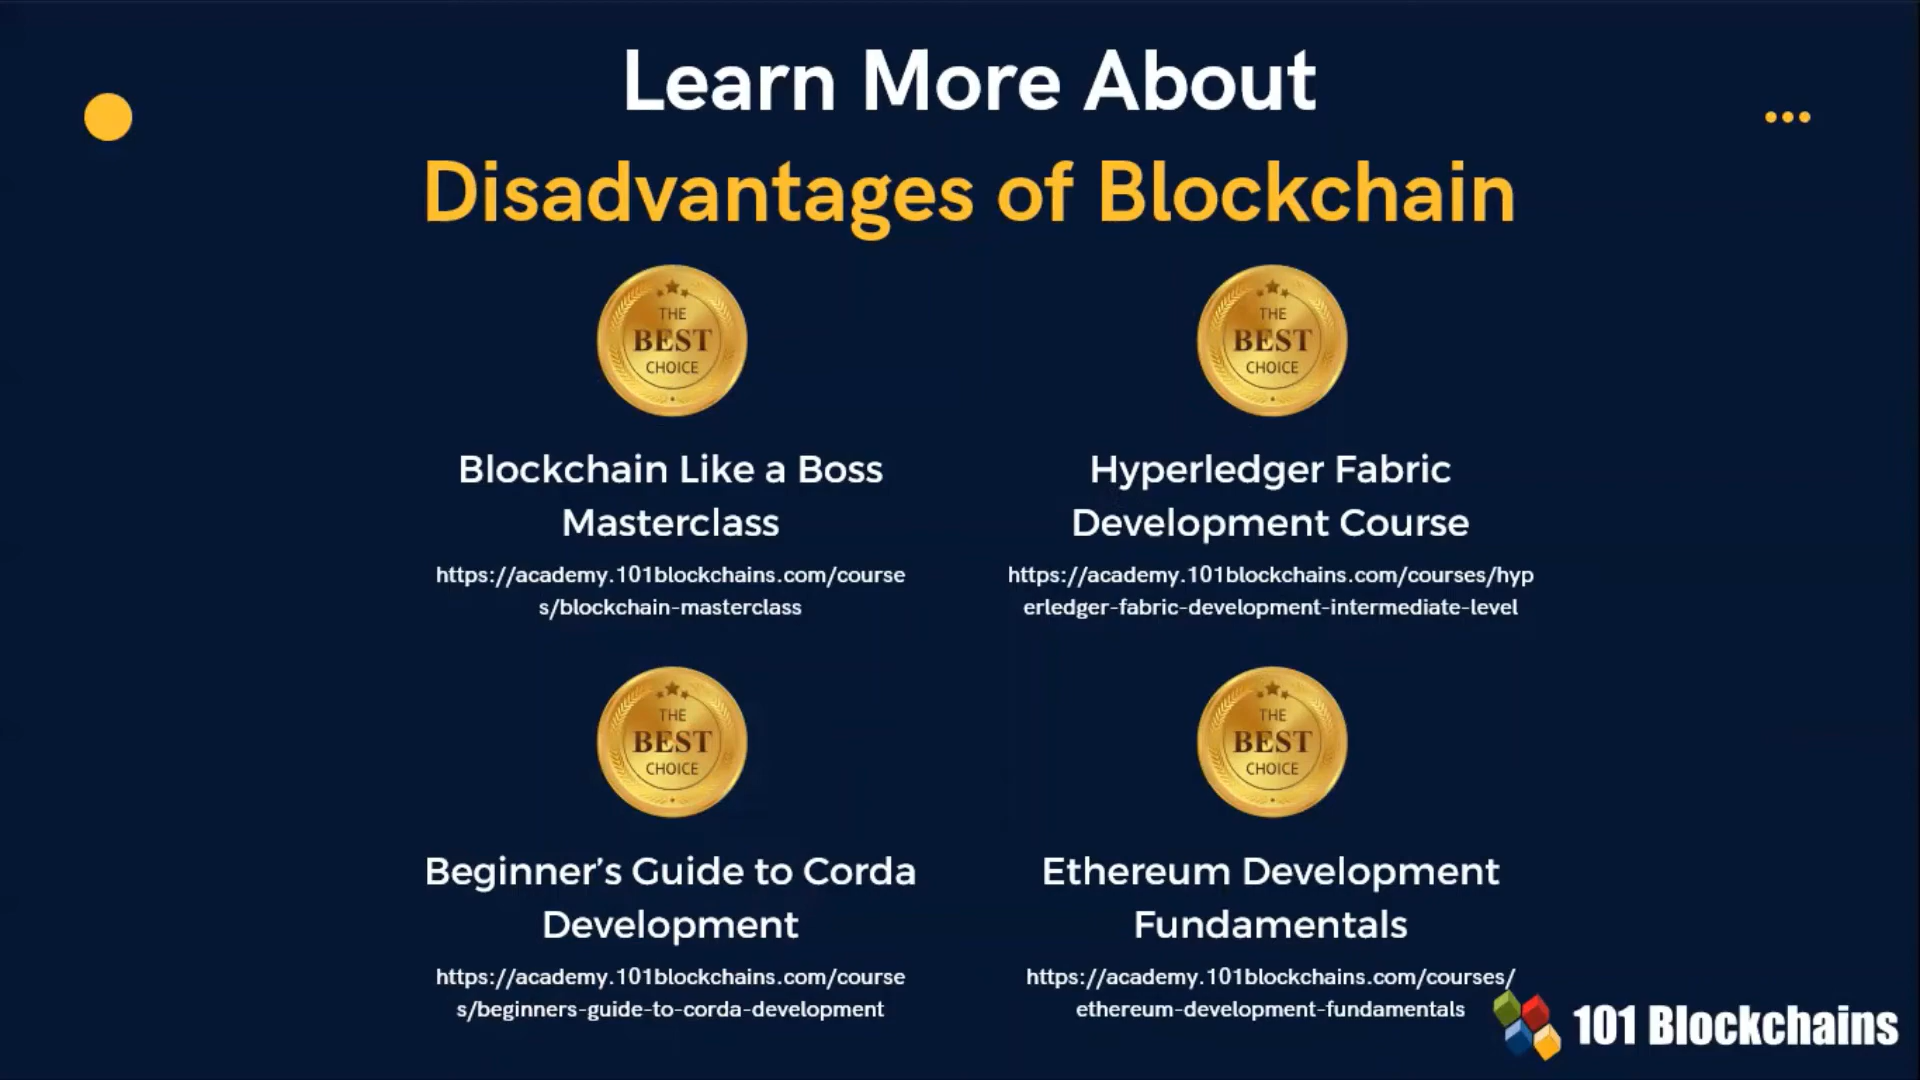 Learn More About
Disadvantages of Blockchain
THE
BEST
CHOICE
THE
BEST
CHOICE
Blockchain Like a Boss
Masterclass
https://academy.101blockchains.com/course
s/blockchain-masterclass
Hyperledger Fabric
Development Course
https://academy.101blockchains.com/courses/hyp
erledger-fabric-development-intermediate-level
THE
BEST
CHOICE
THE
BEST
CHOICE
Beginner's Guide to Corda
Development
https://academy.101blockchains.com/course
s/beginners-guide-to-corda-development
Ethereum Development
Fundamentals
https://academy.101blockchains.com/courses/
ethereum-development-fundamentals
101 Blockchains